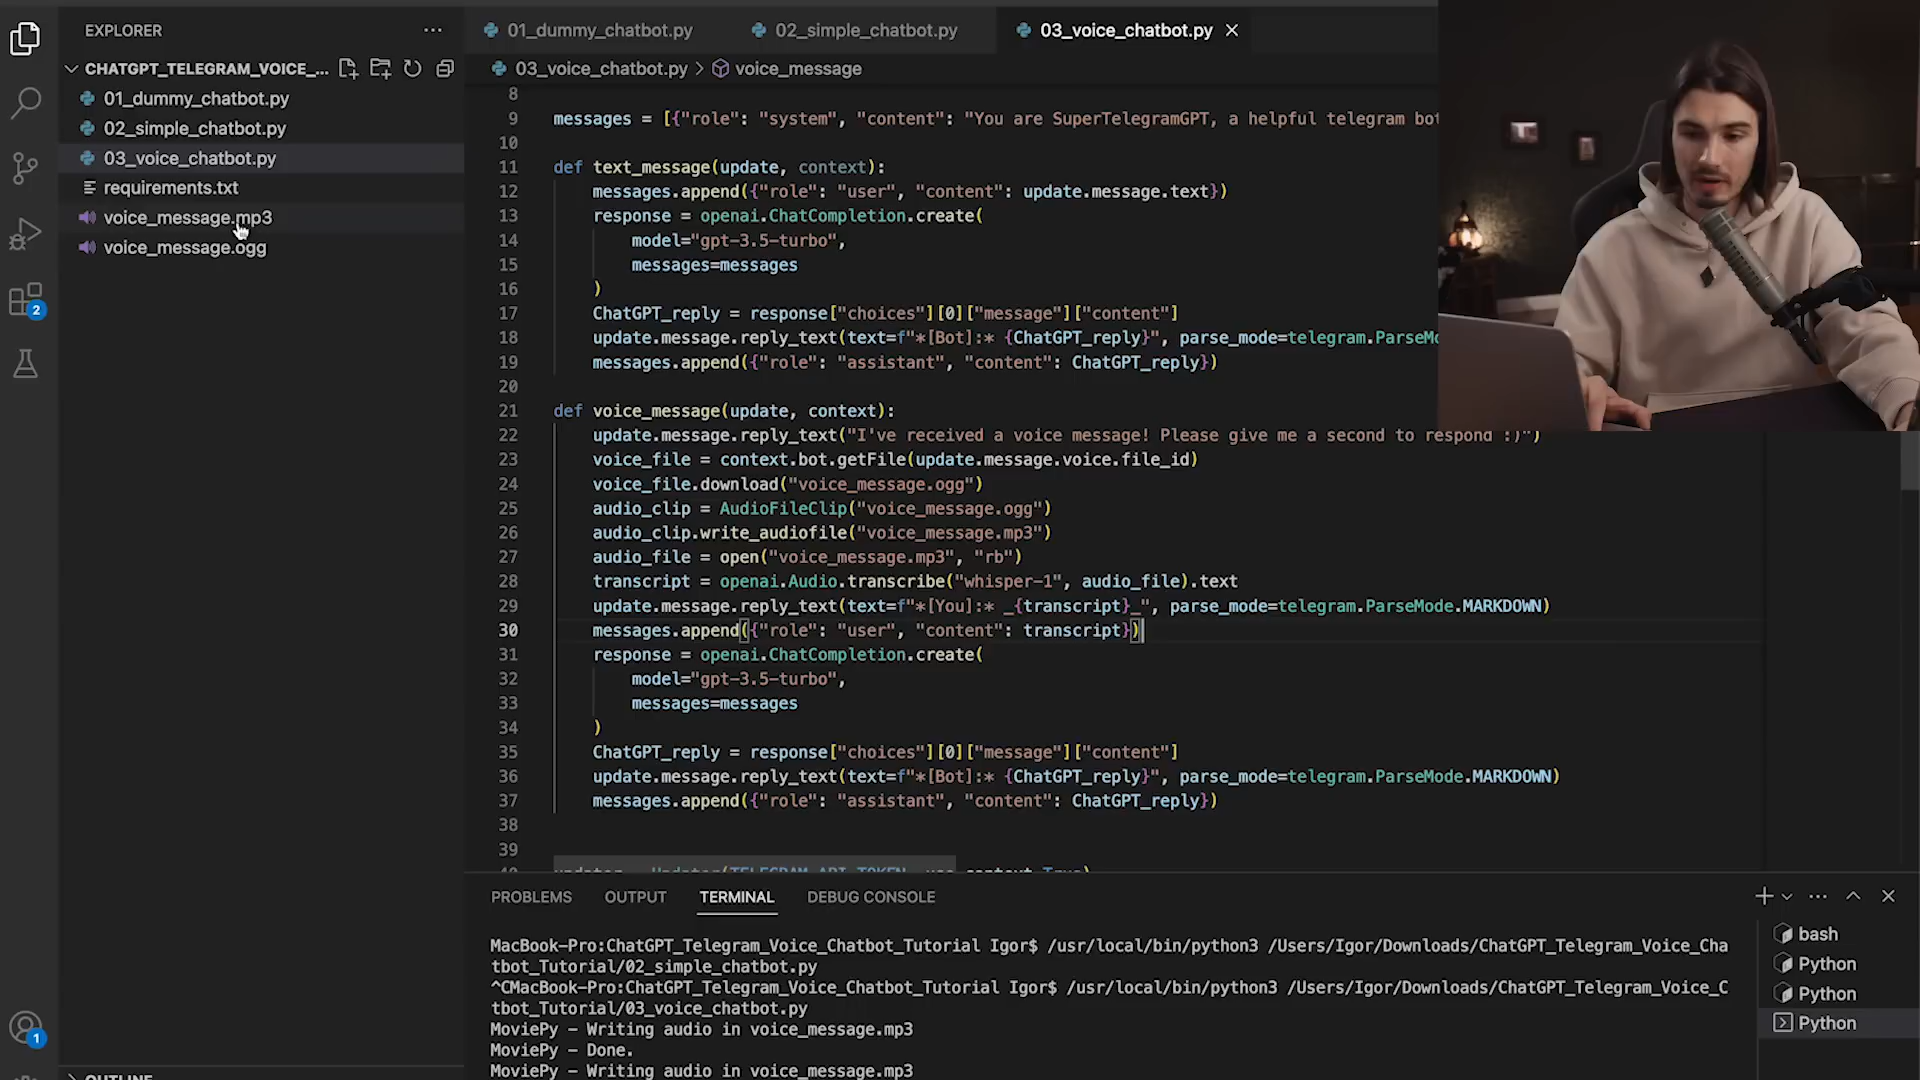 EXPLORER
CHATGPT_TELEGRAM_VOICE_...
01_dummy_chatbot.py
02_simple_chatbot.py
03_voice_chatbot.py
requirements.txt
voice_message.mp3
voice_message.ogg
2
1
01_dummy_chatbot.py 02_simple_chatbot.py 03_voice_chatbot.py
03_voice_chatbot.py > voice_message
8
9 messages = [{"role": "system", "content": "You are SuperTelegramGPT, a helpful telegram bot
10
11 def text_message(update, context):
12 messages.append({"role": "user", "content": update.message.text})
13 response = openai.ChatCompletion.create(
14 model="gpt-3.5-turbo",
15 messages=messages
16 )
17 ChatGPT_reply = response["choices"][0]["message"]["content"]
18 update.message.reply_text(text=f"*[Bot]:* {ChatGPT_reply}", parse_mode=telegram.ParseMo
19 messages.append({"role": "assistant", "content": ChatGPT_reply})
20
21 def voice_message(update, context):
22 update.message.reply_text("I've received a voice message! Please give me a second to respond :)")
23 voice_file = context.bot.getFile(update.message.voice.file_id)
24 voice_file.download("voice_message.ogg")
25 audio_clip = AudioFileClip("voice_message.ogg")
26 audio_clip.write_audiofile("voice_message.mp3")
27 audio_file = open("voice_message.mp3", "rb")
28 transcript = openai.Audio.transcribe("whisper-1", audio_file).text
29 update.message.reply_text(text=f"*[You]:* _{transcript}_", parse_mode=telegram.ParseMode.MARKDOWN)
30 messages.append({"role": "user", "content": transcript})
31 response = openai.ChatCompletion.create(
32 model="gpt-3.5-turbo",
33 messages=messages
34 )
35 ChatGPT_reply = response["choices"][0]["message"]["content"]
36 update.message.reply_text(text=f"*[Bot]:* {ChatGPT_reply}", parse_mode=telegram.ParseMode.MARKDOWN)
37 messages.append({"role": "assistant", "content": ChatGPT_reply})
38
39
PROBLEMS OUTPUT TERMINAL DEBUG CONSOLE
MacBook-Pro:ChatGPT_Telegram_Voice_Chatbot_Tutorial Igor$ /usr/local/bin/python3 /Users/Igor/Downloads/ChatGPT_Telegram_Voice_Cha
tbot_Tutorial/02_simple_chatbot.py
^CMacBook-Pro:ChatGPT_Telegram_Voice_Chatbot_Tutorial Igor$ /usr/local/bin/python3 /Users/Igor/Downloads/ChatGPT_Telegram_Voice_C
tbot_Tutorial/03_voice_chatbot.py
MoviePy - Writing audio in voice_message.mp3
MoviePy - Done.
MoviePy - Writing audio in voice_message.mp3
bash
Python
Python
Python
OUTLINE